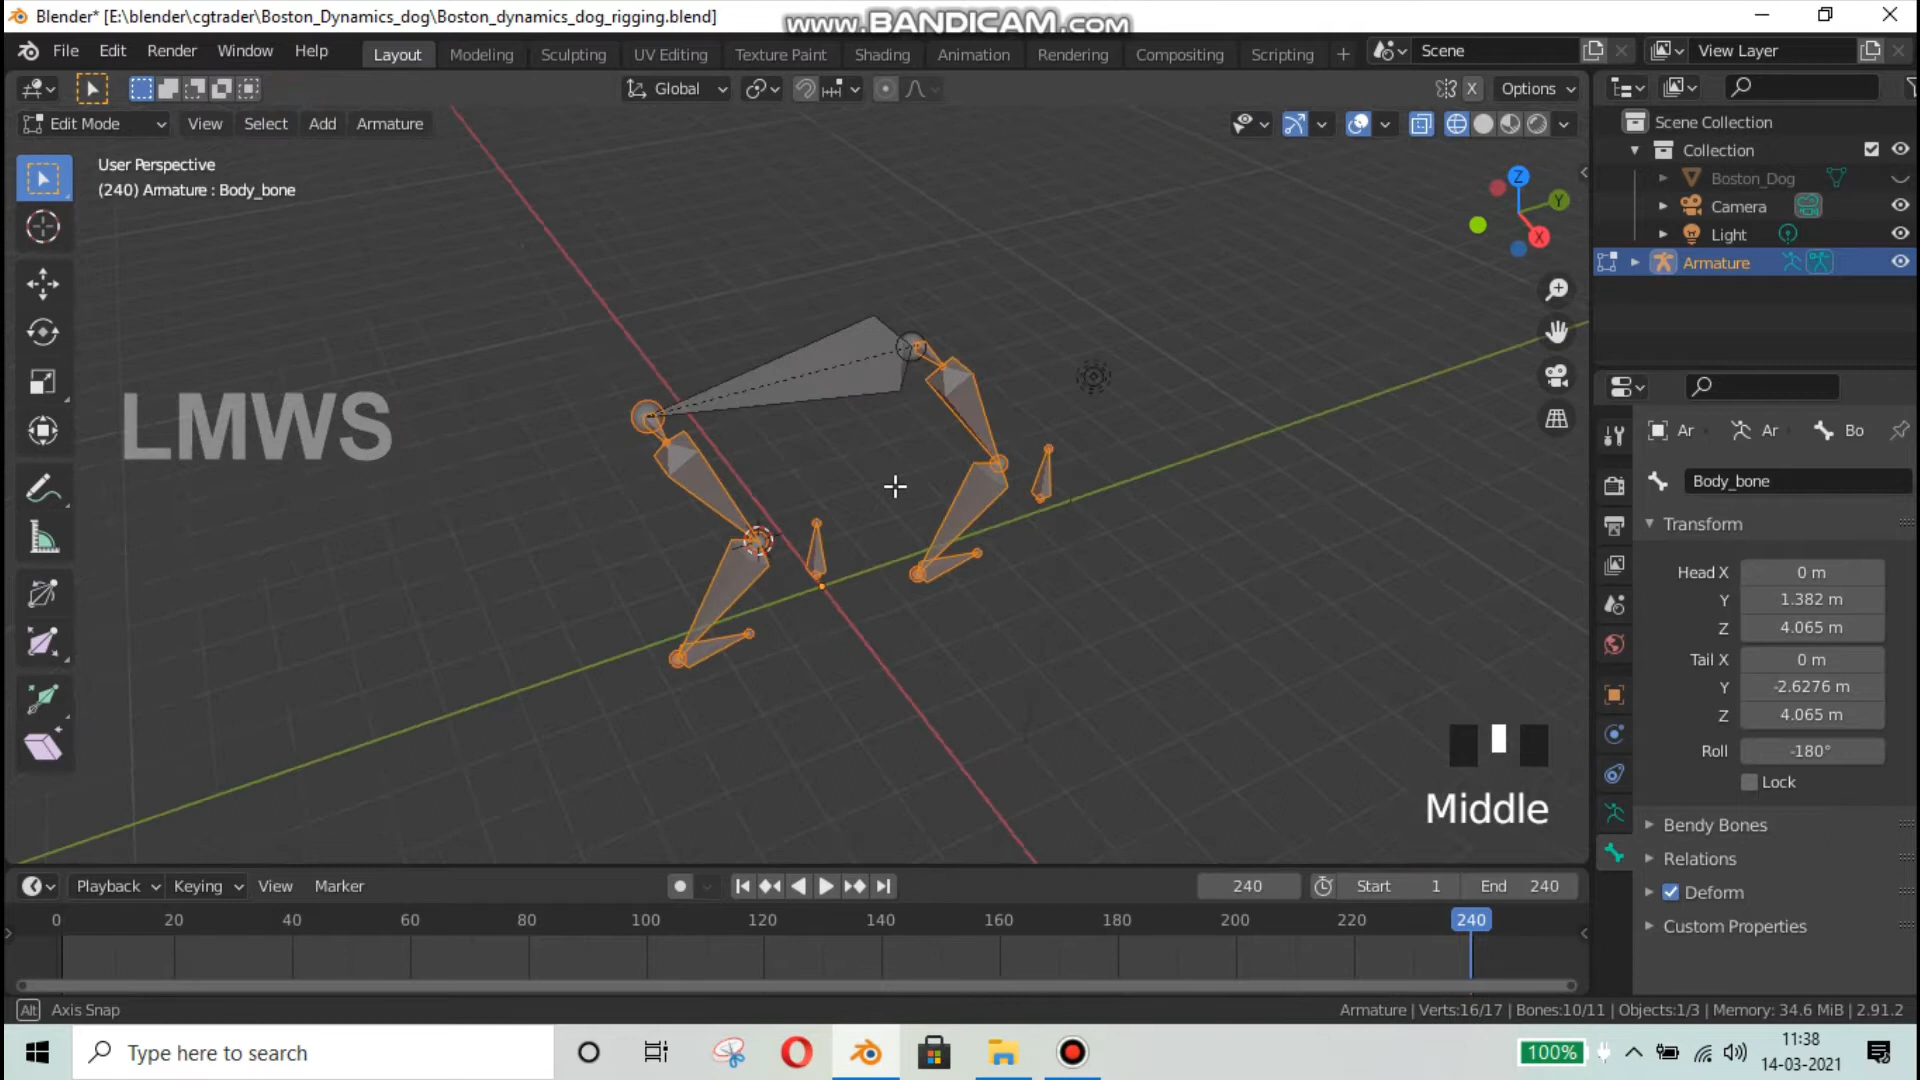 Blender* [E:\blender\cgtrader\Boston_Dynamics_dog\Boston_dynamics_dog_rigging.blend]
www.BANDICAM.com
File Edit Render Window Help
Layout Modeling Sculpting UV Editing Texture Paint Shading Animation Rendering Compositing Scripting +
Scene
View Layer
Global
X
Options
Edit Mode View Select Add Armature
User Perspective
(240) Armature : Body_bone
LMWS
Z
Y
X
Middle
Scene Collection
Collection
Boston_Dog
Camera
Light
Armature
Ar Ar Bo
Body_bone
Transform
Head X 0 m
Y 1.382 m
Z 4.065 m
Tail X 0 m
Y -2.6276 m
Z 4.065 m
Roll -180°
Lock
Bendy Bones
Relations
Deform
Custom Properties
Playback Keying View Marker
240 Start 1 End 240
0 20 40 60 80 100 120 140 160 180 200 220 240
Alt Axis Snap
Armature | Verts:16/17 | Bones:10/11 | Objects:1/3 | Memory: 34.6 MiB | 2.91.2
Type here to search
100%
11:38
14-03-2021